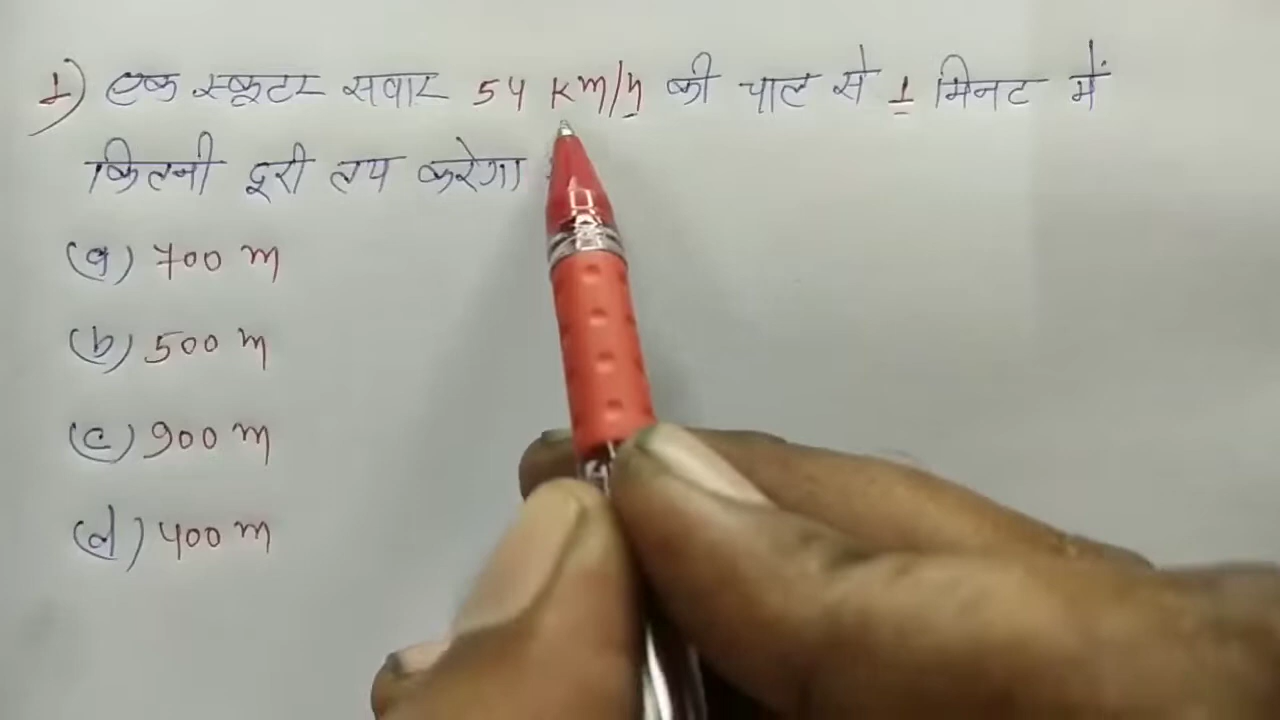 1) एक स्कूटर सवार 54 km/h की चाल से 1 मिनट में
कितनी दूरी तय करेगा
(a) 700 m
(b) 500 m
(c) 900 m
(d) 400 m